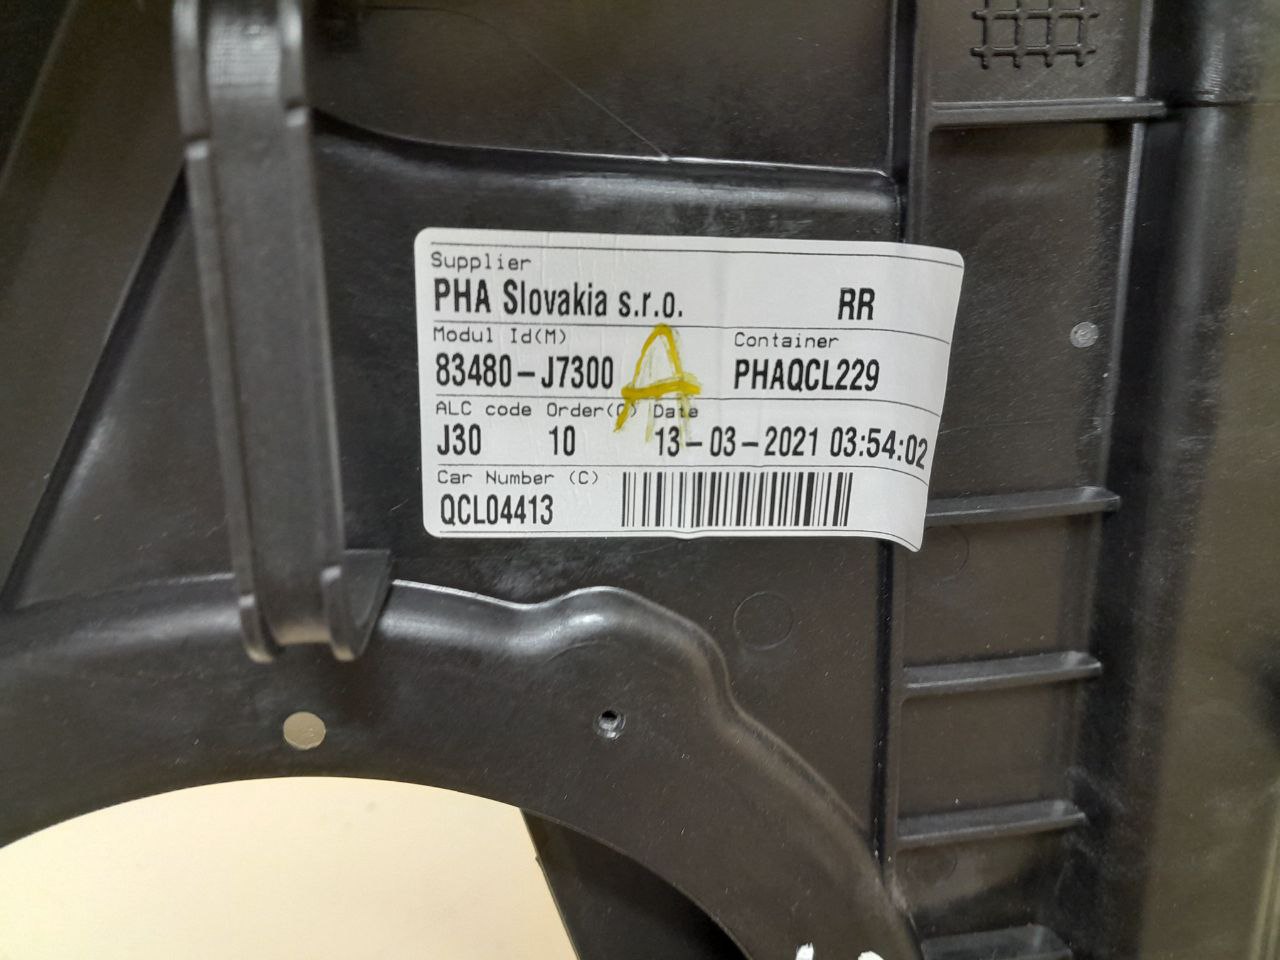 Supplier
PHA Slovakia s.r.o. RR
Modul Id(M) Container
83480-J7300 A PHAQCL229
ALC code Order(O) Date
J30 10 13-03-2021 03:54:02
Car Number (C)
QCL04413